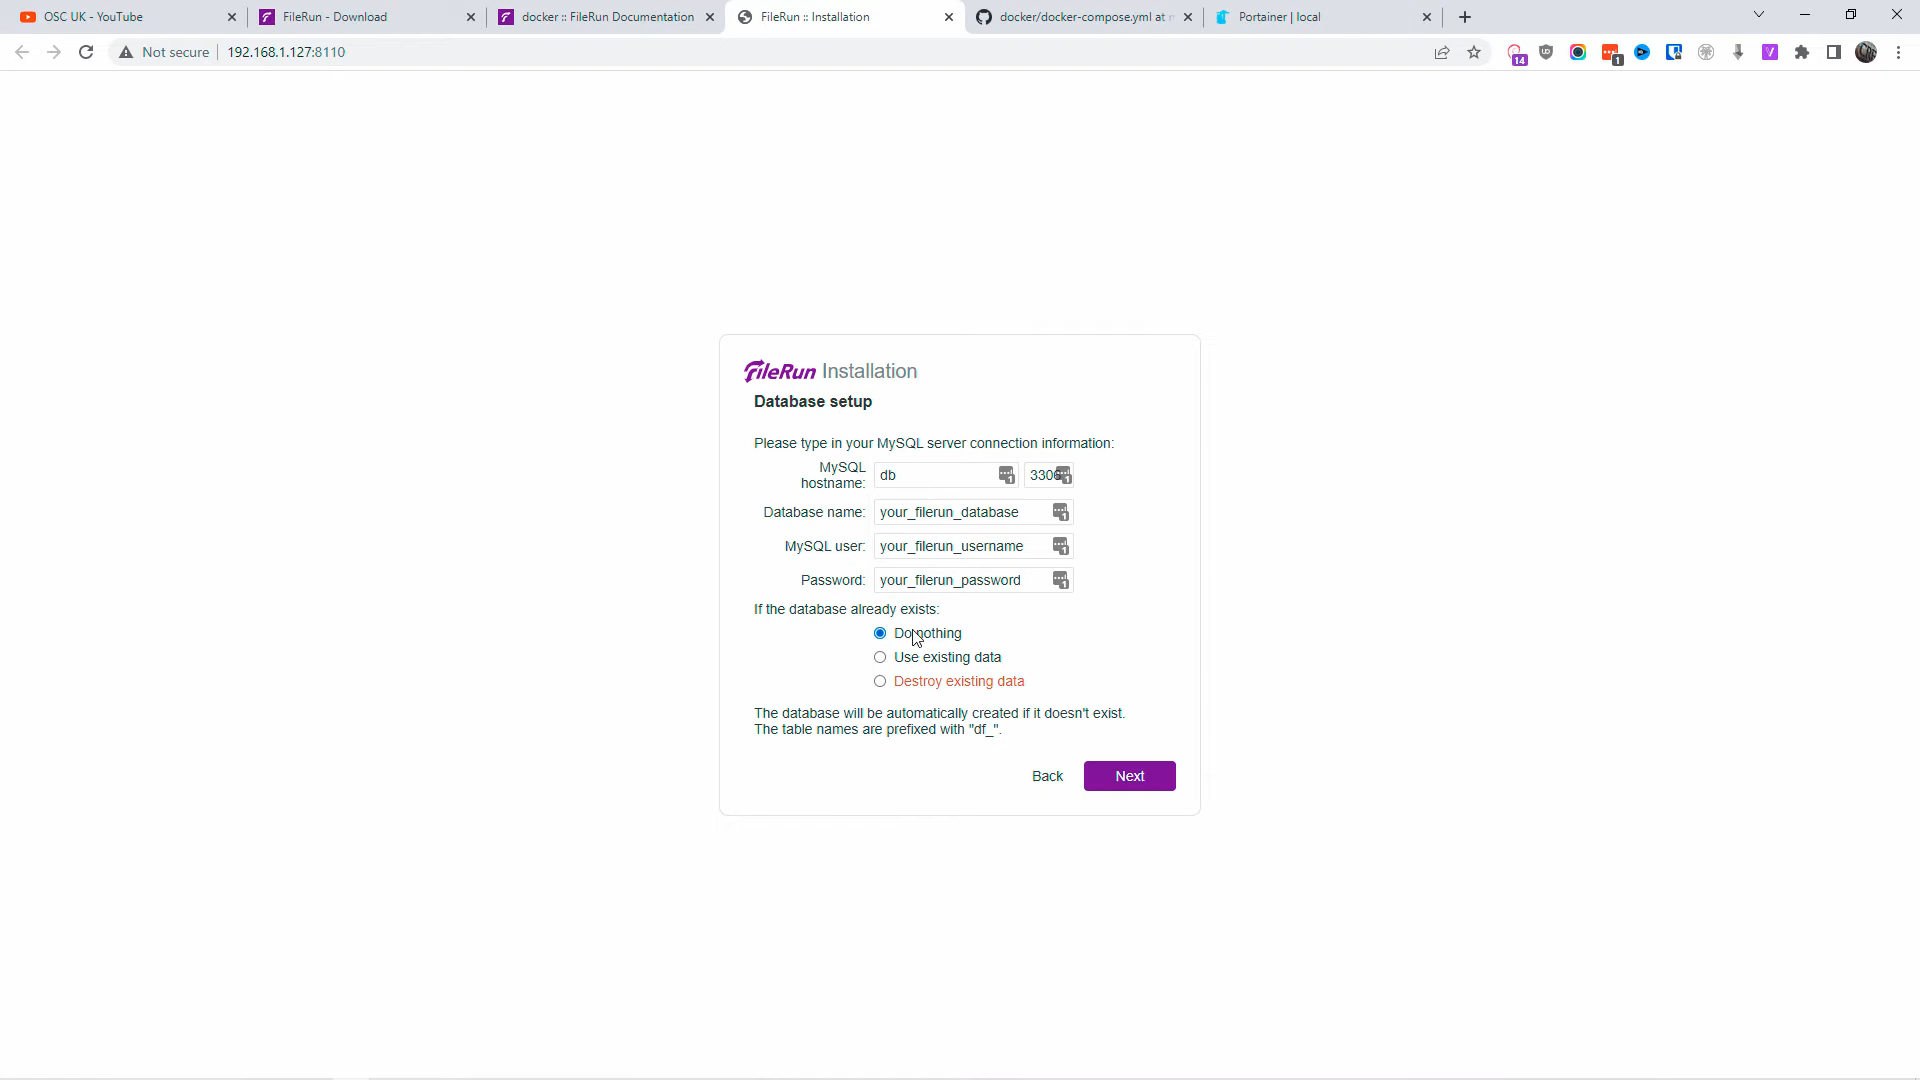 OSC UK - YouTube
FileRun - Download
docker :: FileRun Documentation
FileRun :: Installation
docker/docker-compose.yml at
Portainer | local
Not secure
192.168.1.127:8110
14
1
FileRun Installation
Database setup
Please type in your MySQL server connection information:
MySQL
hostname:
db
3306
Database name:
your_filerun_database
MySQL user:
your_filerun_username
Password:
your_filerun_password
If the database already exists:
Do nothing
Use existing data
Destroy existing data
The database will be automatically created if it doesn't exist.
The table names are prefixed with "df_".
Back
Next